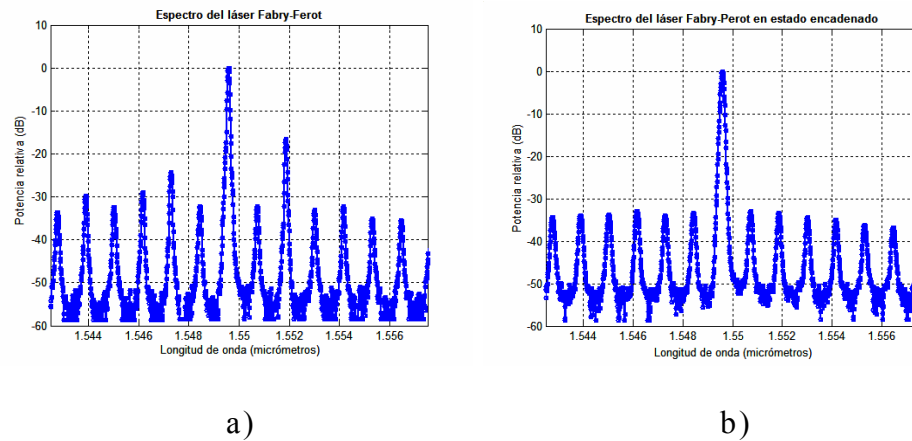 Espectro del láser Fabry-Ferot
Potencia relativa (dB)
10
0
-10
-20
-30
-40
-50
-60
1.544 1.546 1.548 1.55 1.552 1.554 1.556
Longitud de onda (micrómetros)
a)
Espectro del láser Fabry-Perot en estado encadenado
Potencia relativa (dB)
10
0
-10
-20
-30
-40
-50
-60
1.544 1.546 1.548 1.55 1.552 1.554 1.556
Longitud de onda (micrómetros)
b)